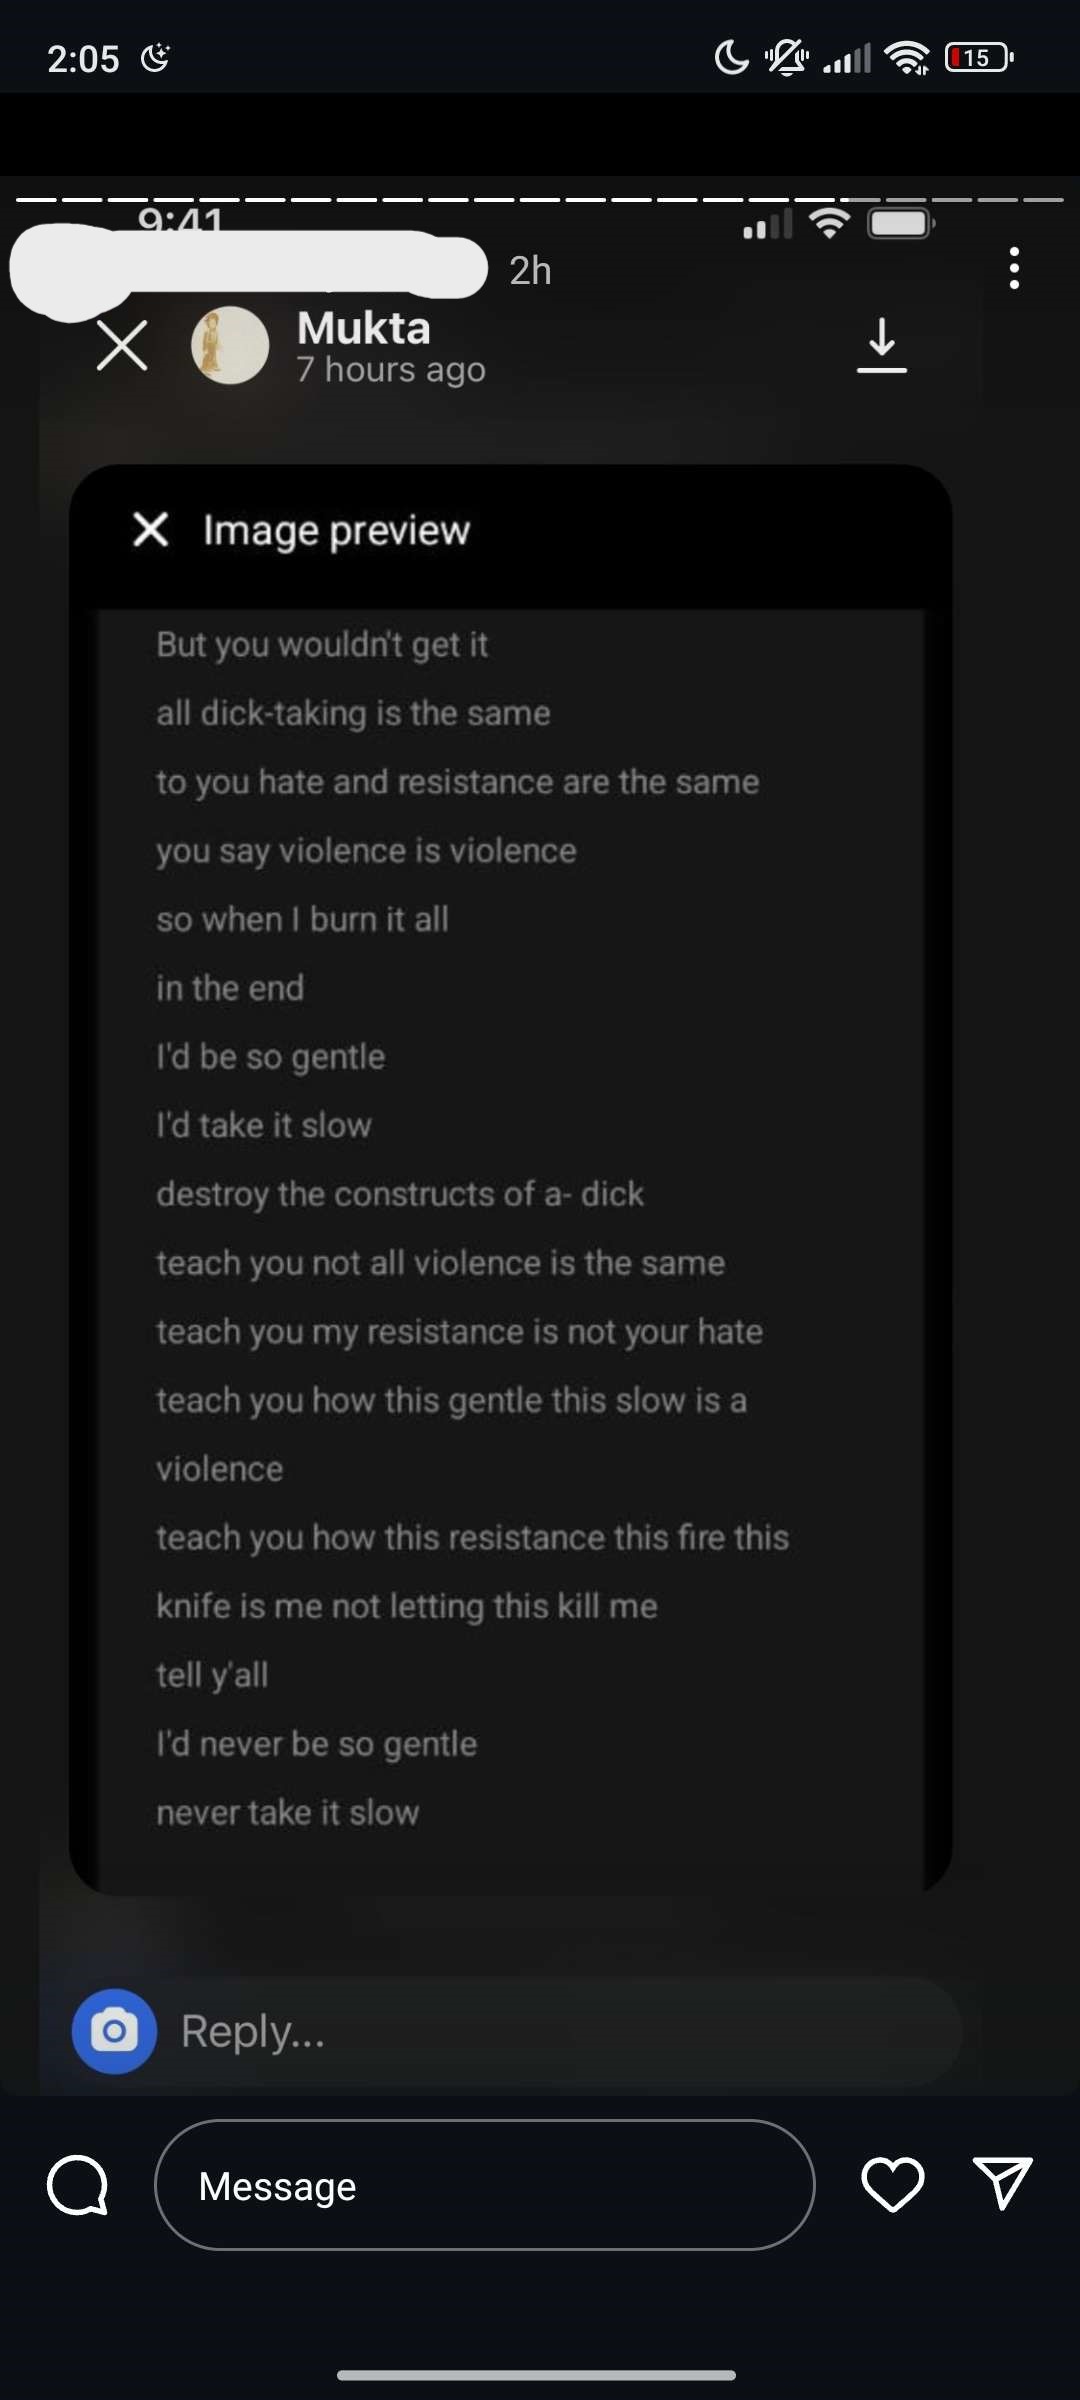 2:05
15
9:41
2h
Mukta
7 hours ago
Image preview
But you wouldn't get it
all dick-taking is the same
to you hate and resistance are the same
you say violence is violence
so when I burn it all
in the end
I'd be so gentle
I'd take it slow
destroy the constructs of a- dick
teach you not all violence is the same
teach you my resistance is not your hate
teach you how this gentle this slow is a
violence
teach you how this resistance this fire this
knife is me not letting this kill me
tell y'all
I'd never be so gentle
never take it slow
Reply...
Message